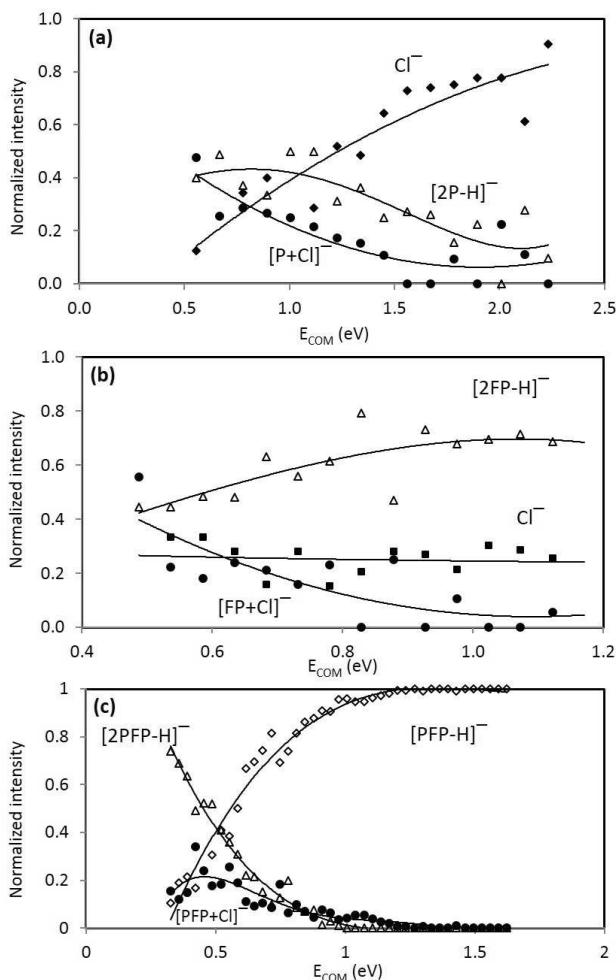 (a)
Normalized intensity
1.0
0.8
0.6
0.4
0.2
0.0
Cl⁻
[2P-H]⁻
[P+Cl]⁻
0.0 0.5 1.0 1.5 2.0 2.5
E_COM (eV)
(b)
Normalized intensity
1.0
0.8
0.6
0.4
0.2
0.0
[2FP-H]⁻
Cl⁻
[FP+Cl]⁻
0.4 0.6 0.8 1.0 1.2
E_COM (eV)
(c)
Normalized intensity
1
0.8
0.6
0.4
0.2
0
[2PFP-H]⁻
[PFP-H]⁻
[PFP+Cl]⁻
0 0.5 1 1.5 2
E_COM (eV)